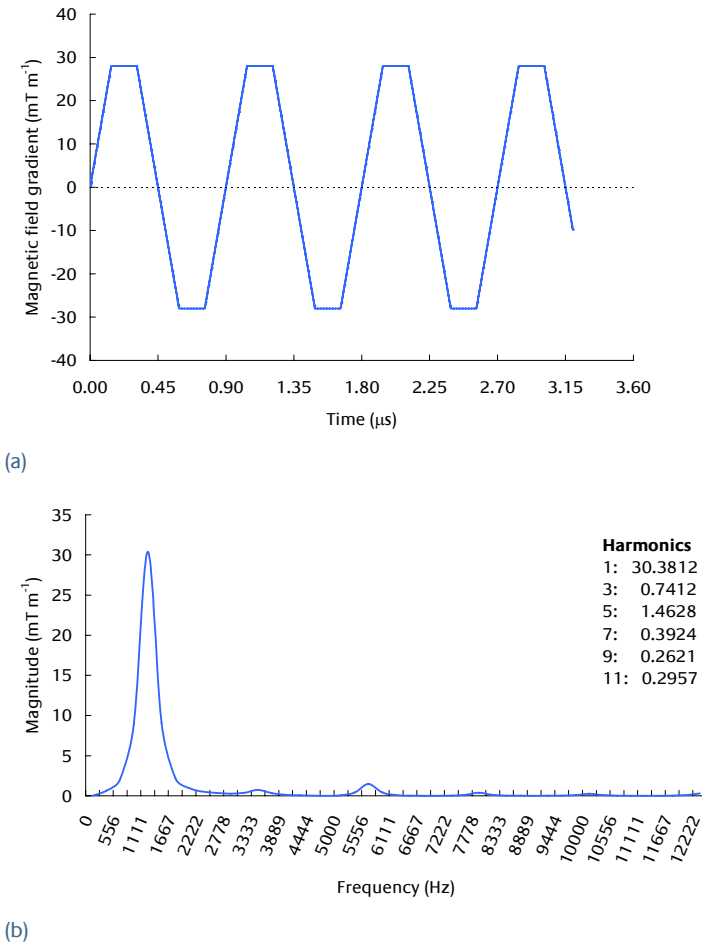 40
30
20
10
0
-10
-20
-30
-40
Magnetic field gradient (mT m⁻¹)
0.00 0.45 0.90 1.35 1.80 2.25 2.70 3.15 3.60
Time (μs)
(a)
35
30
25
20
15
10
5
0
Magnitude (mT m⁻¹)
Harmonics
1: 30.3812
3: 0.7412
5: 1.4628
7: 0.3924
9: 0.2621
11: 0.2957
0 556 1111 1667 2222 2778 3333 3889 4444 5000 5556 6111 6667 7222 7778 8333 8889 9444 10000 10556 11111 11667 12222
Frequency (Hz)
(b)